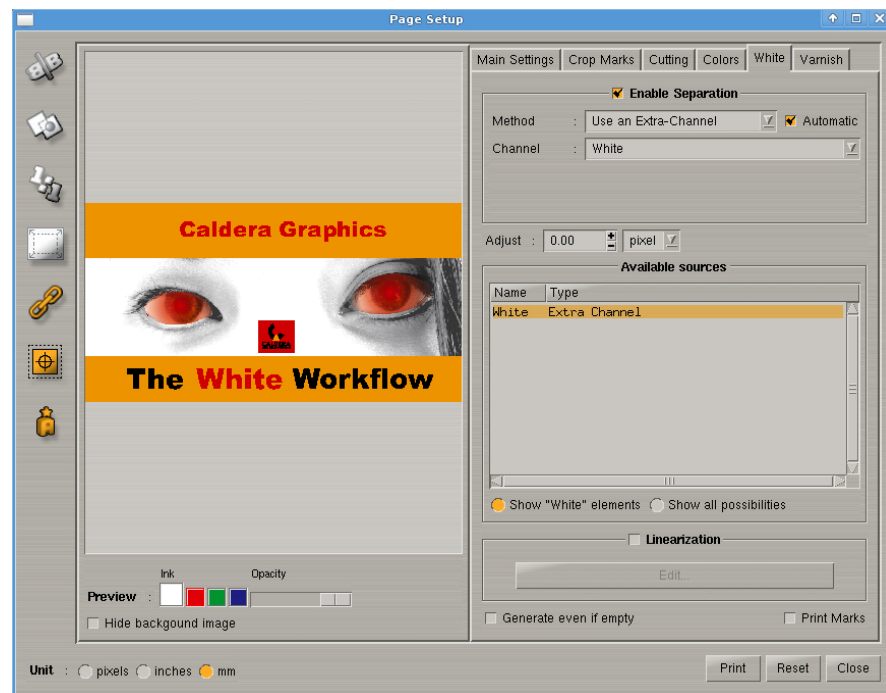 Page Setup
Main Settings Crop Marks Cutting Colors White Varnish
Enable Separation
Method : Use an Extra-Channel Automatic
Channel : White
Adjust : 0.00 pixel
Available sources
Name Type
White Extra Channel
Show "White" elements Show all possibilities
Linearization
Edit...
Generate even if empty Print Marks
Caldera Graphics
CALDERA
The White Workflow
Ink Opacity
Preview :
Hide backgound image
Unit : pixels inches mm
Print Reset Close